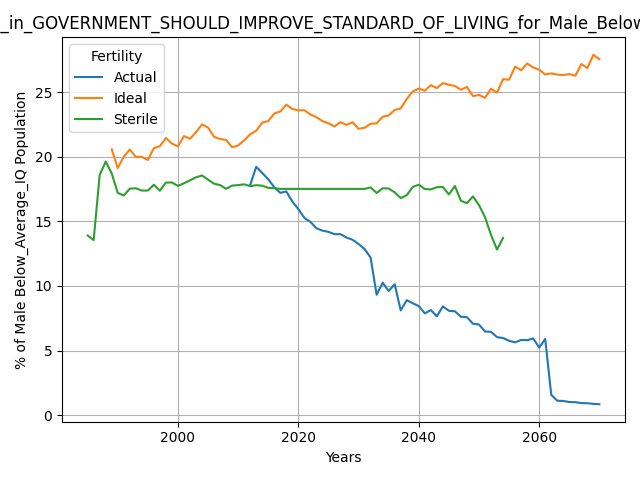 _in_GOVERNMENT_SHOULD_IMPROVE_STANDARD_OF_LIVING_for_Male_Below
Fertility
Actual
Ideal
Sterile
% of Male Below_Average_IQ Population
25
20
15
10
5
0
2000 2020 2040 2060
Years